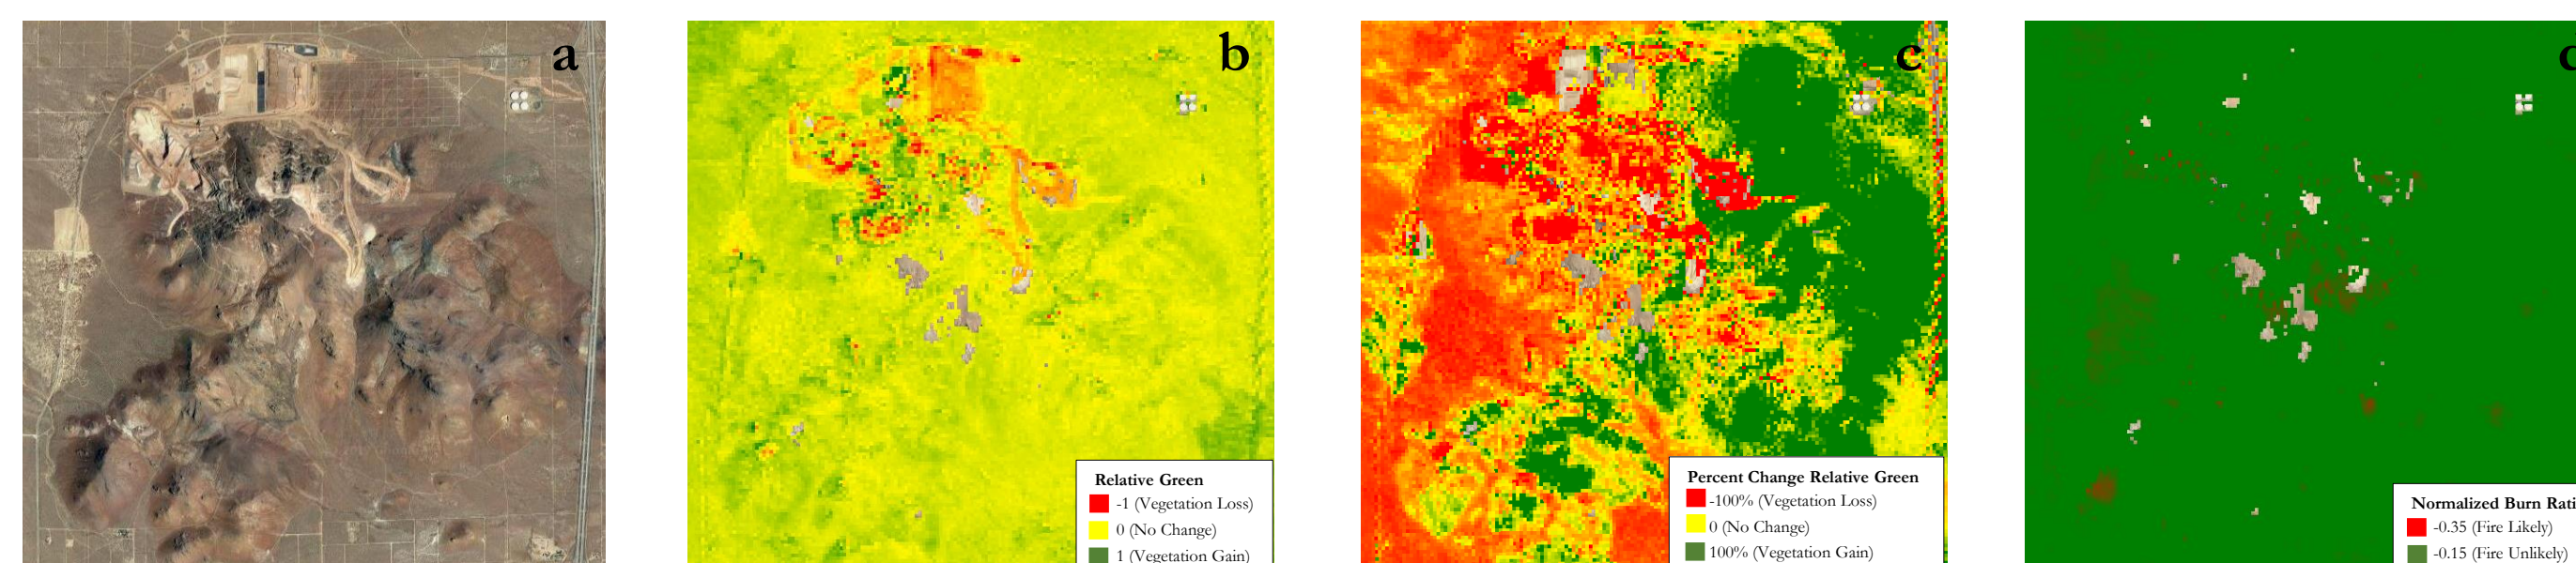 a
b
Relative Green
-1 (Vegetation Loss)
0 (No Change)
1 (Vegetation Gain)
c
Percent Change Relative Green
-100% (Vegetation Loss)
0 (No Change)
100% (Vegetation Gain)
Normalized Burn
-0.35 (Fire Likely)
-0.15 (Fire Unlikely)